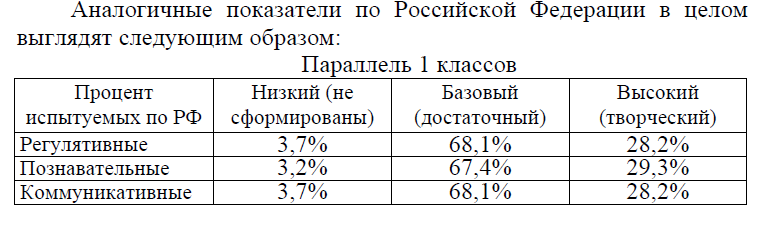 Аналогичные показатели по Российской Федерации в целом
выглядят следующим образом:
Параллель 1 классов
Процент испытуемых по РФ | Низкий (не сформированы) | Базовый (достаточный) | Высокий (творческий)
Регулятивные | 3,7% | 68,1% | 28,2%
Познавательные | 3,2% | 67,4% | 29,3%
Коммуникативные | 3,7% | 68,1% | 28,2%